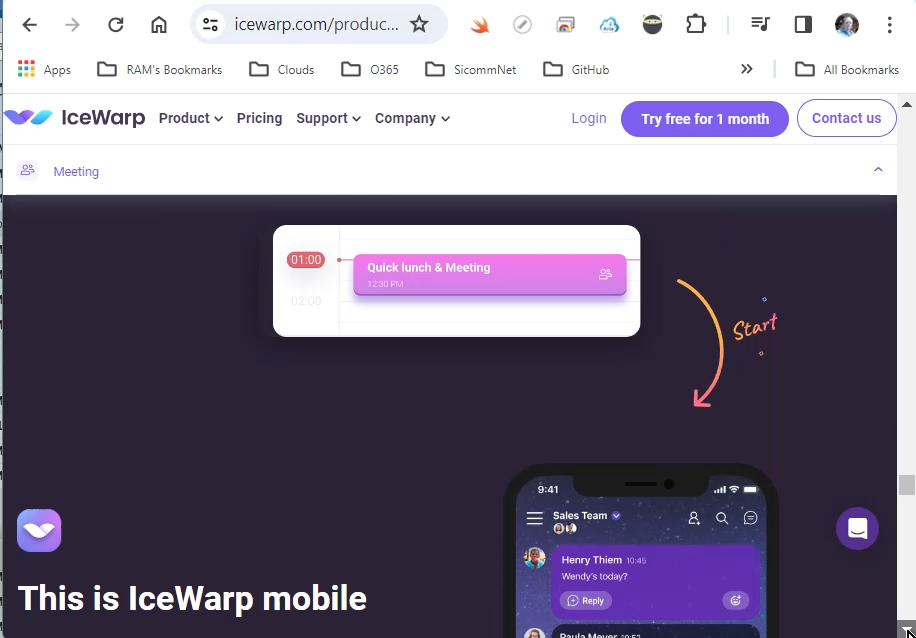 icewarp.com/produc...
Apps
RAM's Bookmarks
Clouds
O365
SicommNet
GitHub
All Bookmarks
IceWarp
Product
Pricing
Support
Company
Login
Try free for 1 month
Contact us
Meeting
01:00
Quick lunch & Meeting
12:30 PM
02:00
Start
9:41
Sales Team
Henry Thiem 10:45
Wendy's today?
Reply
Paula Meyer 10:52
This is IceWarp mobile